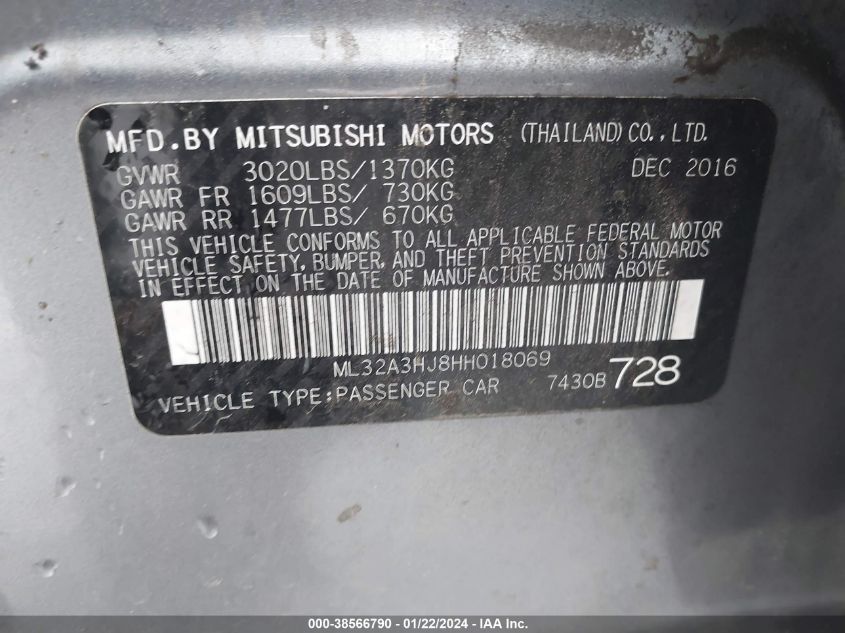 MFD.BY MITSUBISHI MOTORS (THAILAND)CO.,LTD.
GVWR 3020LBS/1370KG DEC 2016
GAWR FR 1609LBS/ 730KG
GAWR RR 1477LBS/ 670KG
THIS VEHICLE CONFORMS TO ALL APPLICABLE FEDERAL MOTOR
VEHICLE SAFETY, BUMPER, AND THEFT PREVENTION STANDARDS
IN EFFECT ON THE DATE OF MANUFACTURE SHOWN ABOVE.
ML32A3HJ8HH018069
VEHICLE TYPE:PASSENGER CAR 7430B 728
000-38566790 - 01/22/2024 - IAA Inc.